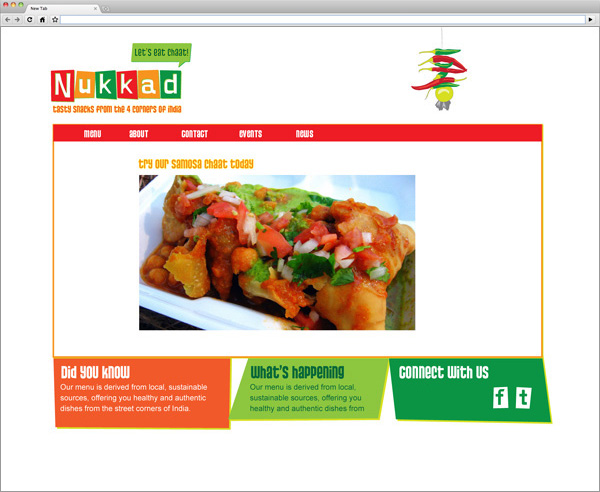 New Tab
Let's eat chaat!
Nukkad
tasty snacks from the 4 corners of india
menu about contact events news
try our samosa chaat today
Did you know
Our menu is derived from local, sustainable
sources, offering you healthy and authentic
dishes from the street corners of India.
What's happening
Our menu is derived from local,
sustainable sources, offering you
healthy and authentic dishes from
Connect with us
f t